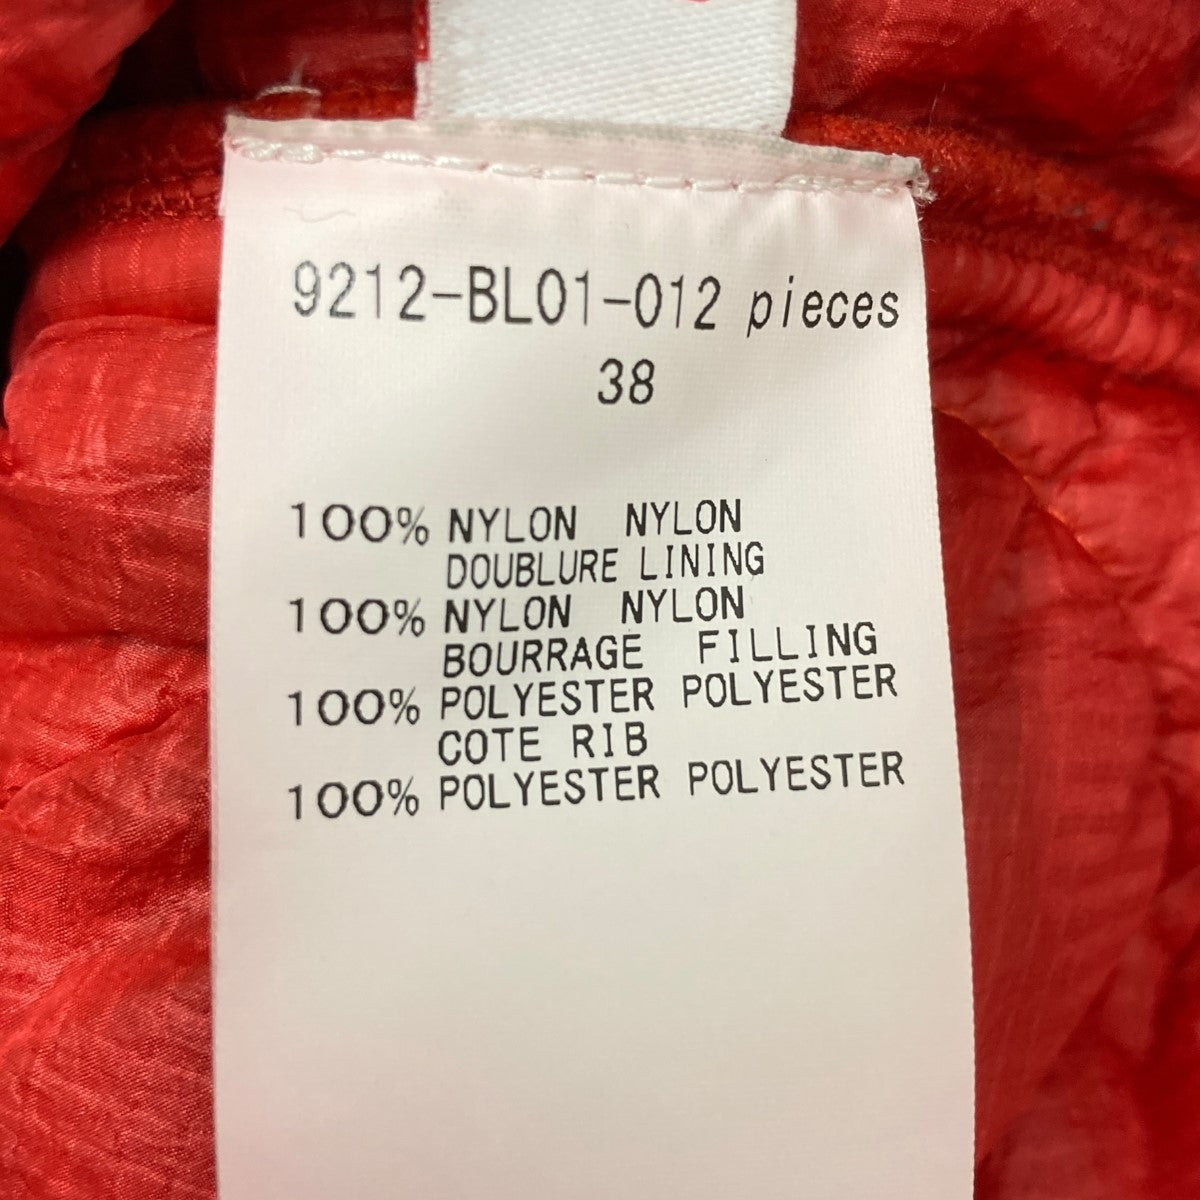 9212-BL01-012 pieces
38
100% NYLON NYLON
DOUBLURE LINING
100% NYLON NYLON
BOURRAGE FILLING
100% POLYESTER POLYESTER
COTE RIB
100% POLYESTER POLYESTER